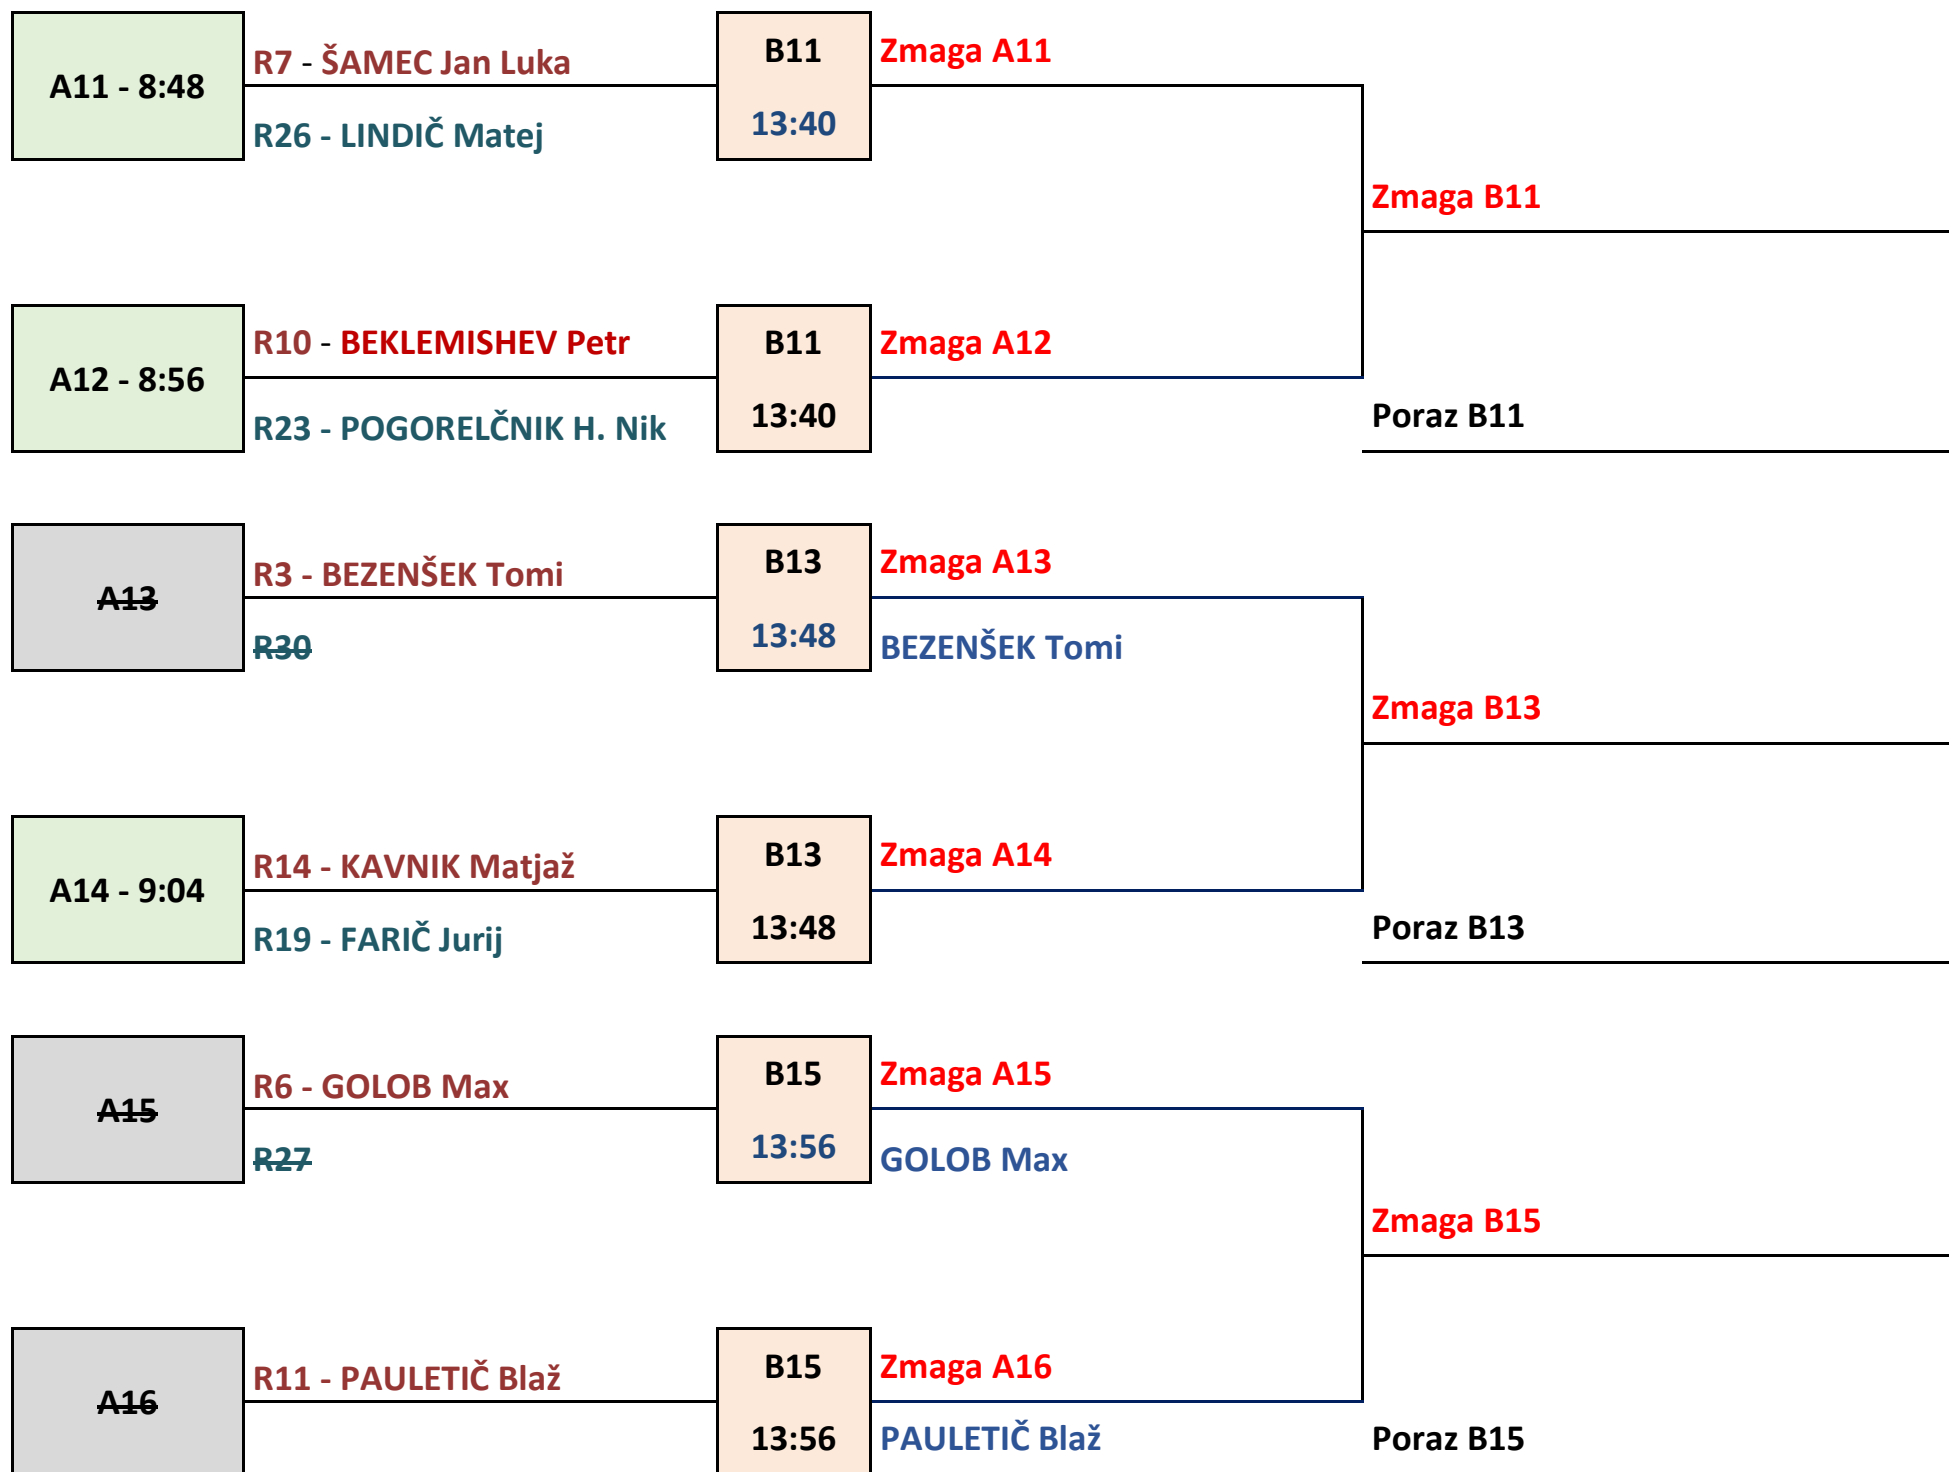 A11 - 8:48
R7 - ŠAMEC Jan Luka
R26 - LINDIČ Matej
B11
13:40
Zmaga A11
Zmaga B11
A12 - 8:56
R10 - BEKLEMISHEV Petr
R23 - POGORELČNIK H. Nik
B11
13:40
Zmaga A12
Poraz B11
A13
R3 - BEZENŠEK Tomi
R30
B13
13:48
Zmaga A13
BEZENŠEK Tomi
Zmaga B13
A14 - 9:04
R14 - KAVNIK Matjaž
R19 - FARIČ Jurij
B13
13:48
Zmaga A14
Poraz B13
A15
R6 - GOLOB Max
R27
B15
13:56
Zmaga A15
GOLOB Max
Zmaga B15
A16
R11 - PAULETIČ Blaž
B15
13:56
Zmaga A16
PAULETIČ Blaž
Poraz B15